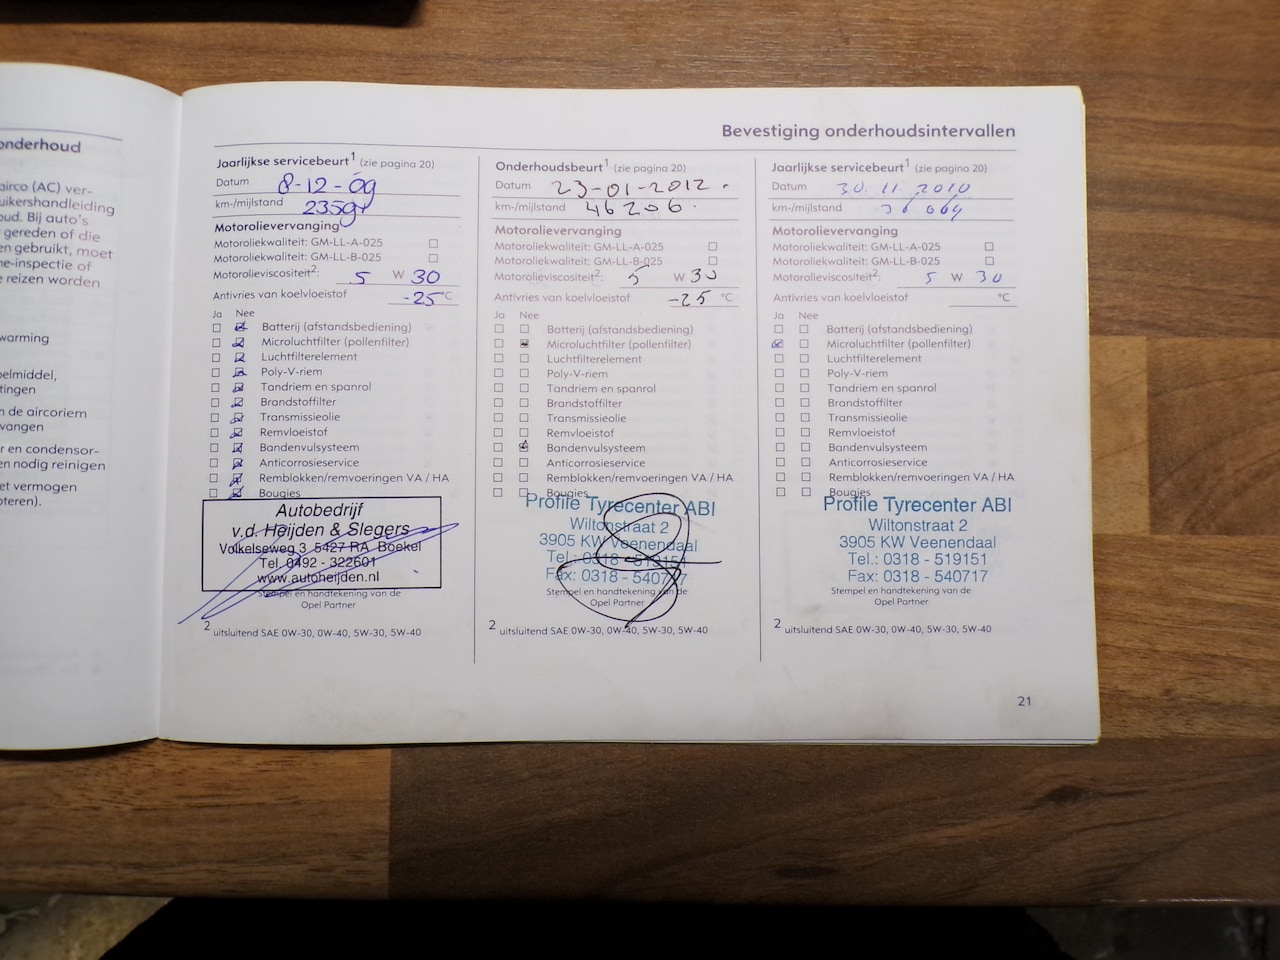 onderhoud
airco (AC) ver-
uikershandleiding
oud. Bij auto's
gereden of die
en gebruikt, moet
ne-inspectie of
e reizen worden
warming
elmiddel,
tingen
n de aircoriem
vangen
r en condensor-
en nodig reinigen
et vermogen
oteren).
Bevestiging onderhoudsintervallen
Jaarlijkse servicebeurt¹ (zie pagina 20)
Datum 8-12-09
km-/mijlstand
Motorolievervanging
Motoroliekwaliteit: GM-LL-A-025
Motoroliekwaliteit: GM-LL-B-025
Motorolieviscositeit²: 5 W 30
Antivries van koelvloeistof -25 °C
Ja Nee
Batterij (afstandsbediening)
Microluchtfilter (pollenfilter)
Luchtfilterelement
Poly-V-riem
Tandriem en spanrol
Brandstoffilter
Transmissieolie
Remvloeistof
Bandenvulsysteem
Anticorrosieservice
Remblokken/remvoeringen VA / HA
Bougies
Autobedrijf
v.d. Heijden & Slegers
Volkelseweg 3 5427 RA Boekel
Tel. 0492 - 322601
www.autoheijden.nl
Stempel en handtekening van de
Opel Partner
² uitsluitend SAE 0W-30, 0W-40, 5W-30, 5W-40
Onderhoudsbeurt¹ (zie pagina 20)
Datum 23-01-2012.
km-/mijlstand 46206.
Motorolievervanging
Motoroliekwaliteit: GM-LL-A-025
Motoroliekwaliteit: GM-LL-B-025
Motorolieviscositeit²: 5 W 30
Antivries van koelvloeistof -25 °C
Ja Nee
Batterij (afstandsbediening)
Microluchtfilter (pollenfilter)
Luchtfilterelement
Poly-V-riem
Tandriem en spanrol
Brandstoffilter
Transmissieolie
Remvloeistof
Bandenvulsysteem
Anticorrosieservice
Remblokken/remvoeringen VA / HA
Bougies
Profile Tyrecenter ABI
Wiltonstraat 2
3905 KW Veenendaal
Tel.: 0318 - 519151
Fax: 0318 - 540717
Stempel en handtekening van de
Opel Partner
² uitsluitend SAE 0W-30, 0W-40, 5W-30, 5W-40
Jaarlijkse servicebeurt¹ (zie pagina 20)
Datum 30.11.2010
km-/mijlstand
Motorolievervanging
Motoroliekwaliteit: GM-LL-A-025
Motoroliekwaliteit: GM-LL-B-025
Motorolieviscositeit²: 5 W 30
Antivries van koelvloeistof °C
Ja Nee
Batterij (afstandsbediening)
Microluchtfilter (pollenfilter)
Luchtfilterelement
Poly-V-riem
Tandriem en spanrol
Brandstoffilter
Transmissieolie
Remvloeistof
Bandenvulsysteem
Anticorrosieservice
Remblokken/remvoeringen VA / HA
Bougies
Profile Tyrecenter ABI
Wiltonstraat 2
3905 KW Veenendaal
Tel.: 0318 - 519151
Fax: 0318 - 540717
Stempel en handtekening van de
Opel Partner
² uitsluitend SAE 0W-30, 0W-40, 5W-30, 5W-40
21